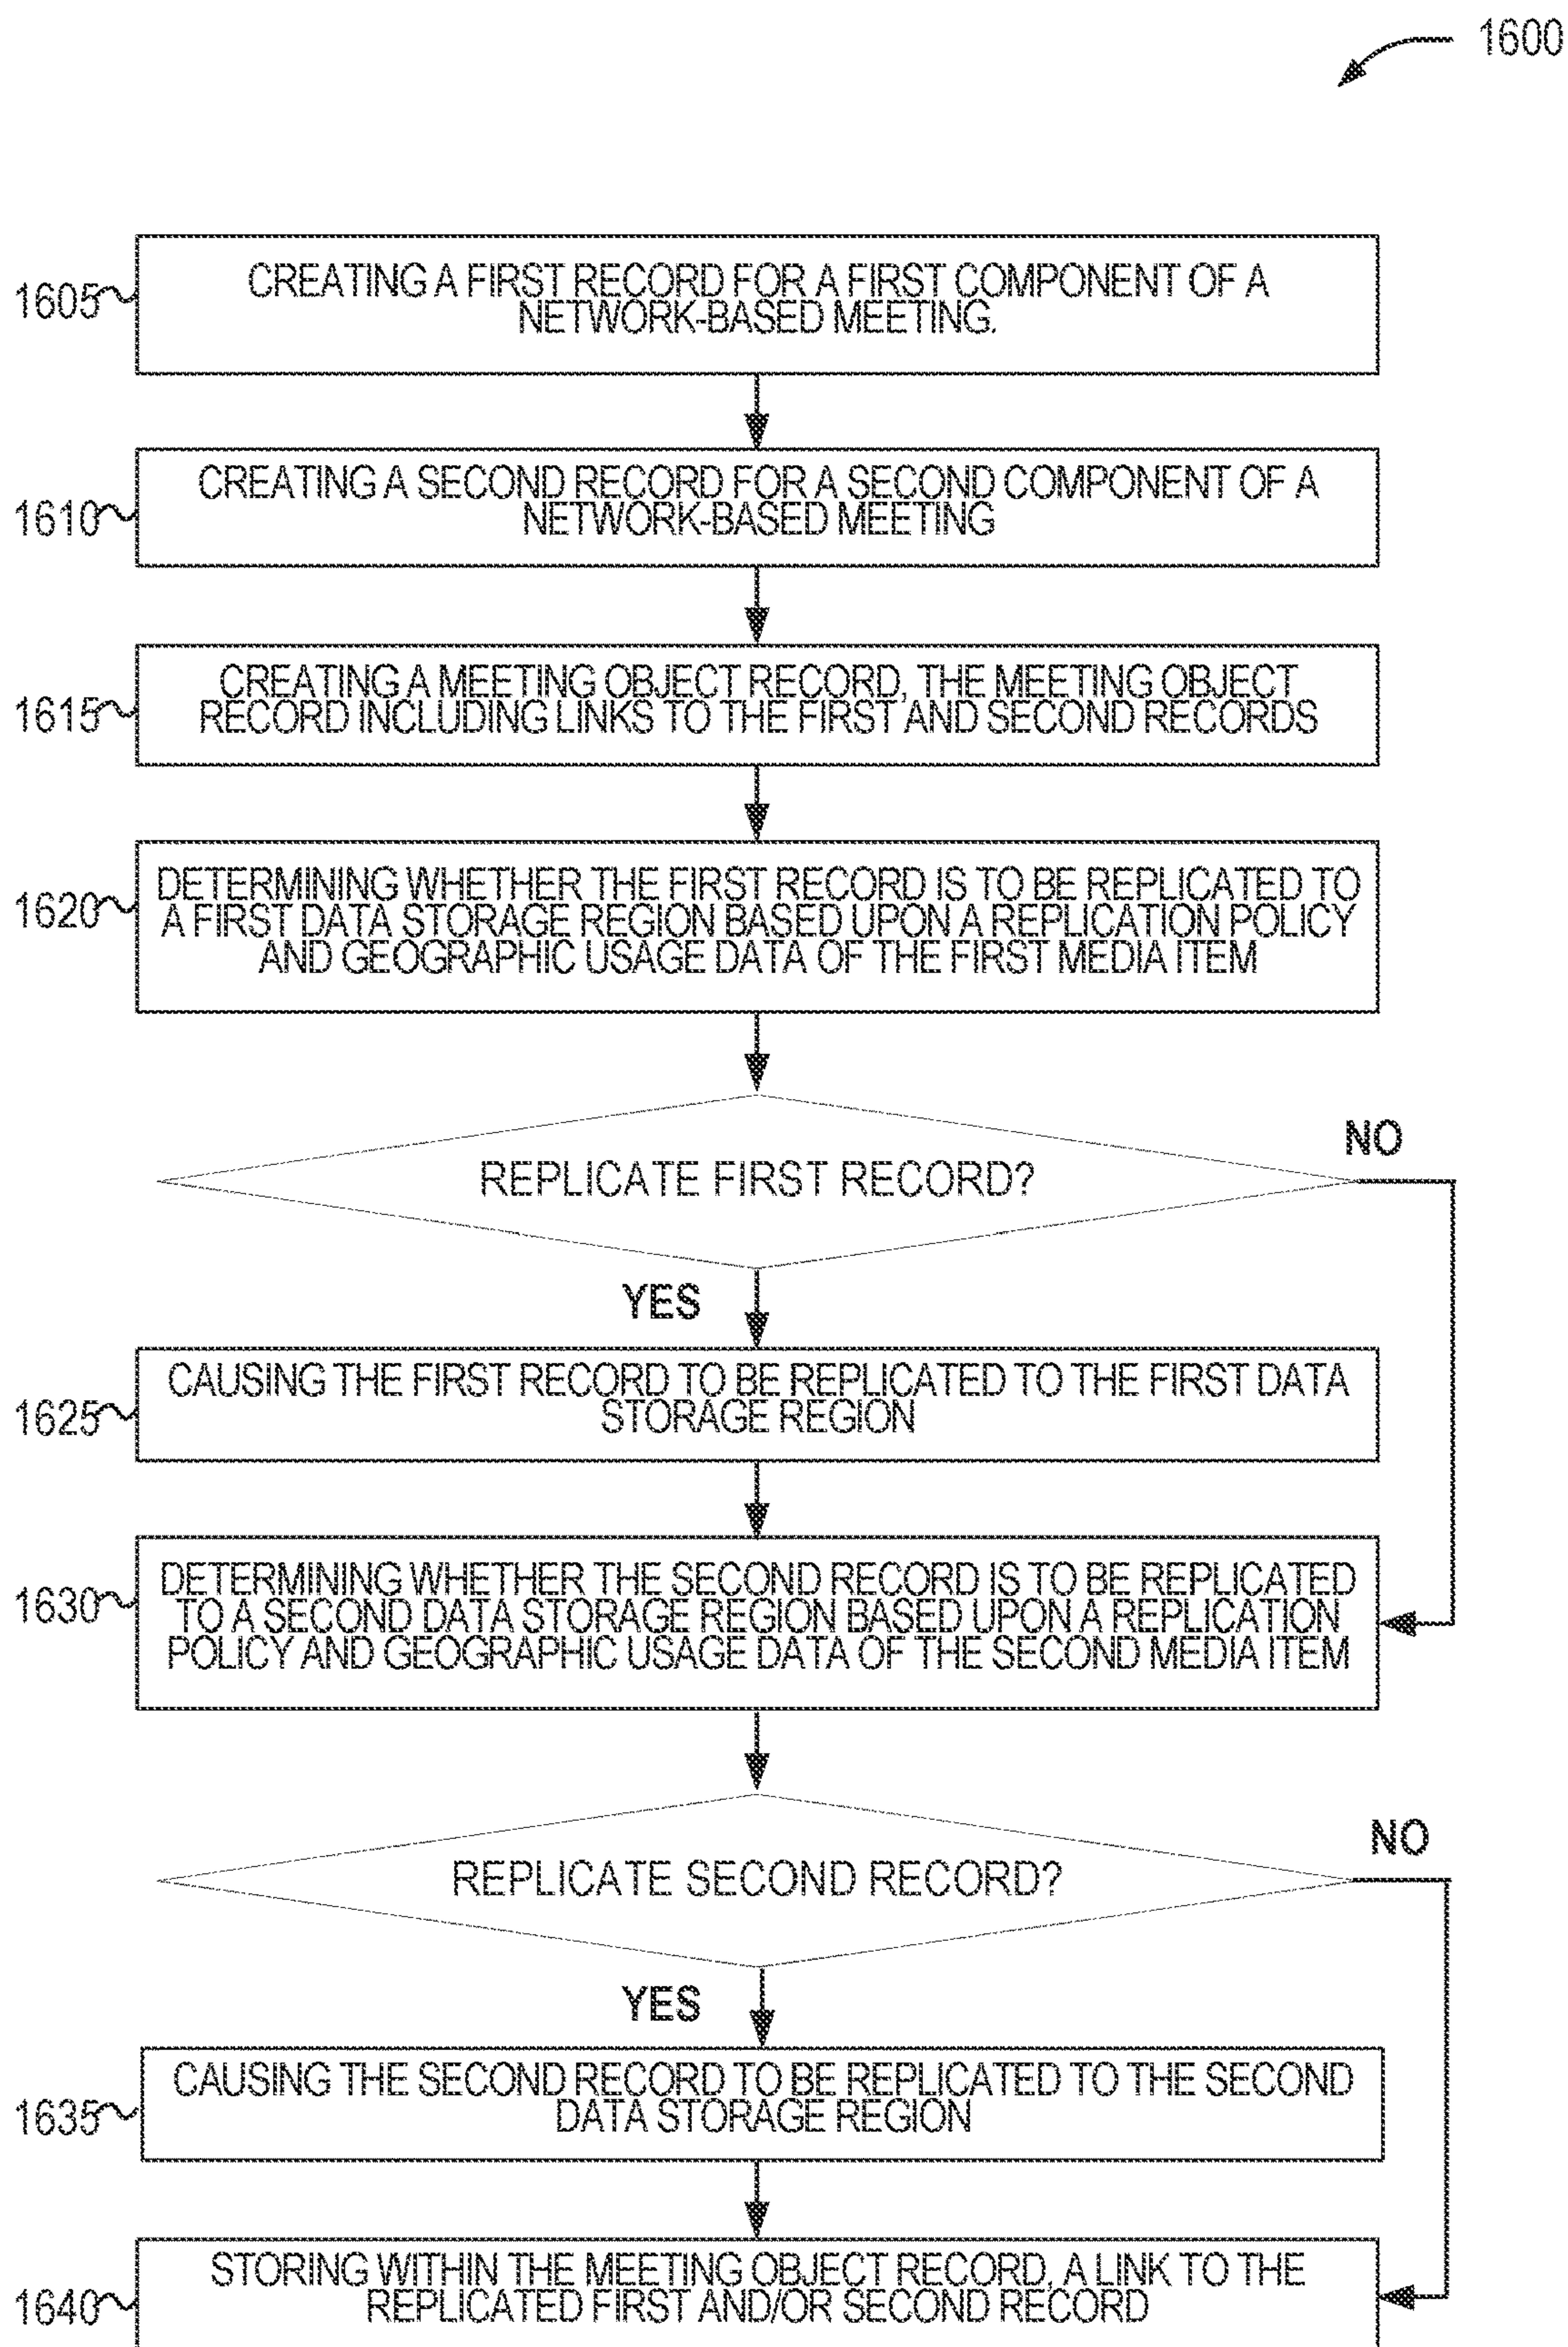 1600
1605
CREATING A FIRST RECORD FOR A FIRST COMPONENT OF A
NETWORK-BASED MEETING.
1610
CREATING A SECOND RECORD FOR A SECOND COMPONENT OF A
NETWORK-BASED MEETING
1615
CREATING A MEETING OBJECT RECORD, THE MEETING OBJECT
RECORD INCLUDING LINKS TO THE FIRST AND SECOND RECORDS
1620
DETERMINING WHETHER THE FIRST RECORD IS TO BE REPLICATED TO
A FIRST DATA STORAGE REGION BASED UPON A REPLICATION POLICY
AND GEOGRAPHIC USAGE DATA OF THE FIRST MEDIA ITEM
REPLICATE FIRST RECORD?
NO
YES
1625
CAUSING THE FIRST RECORD TO BE REPLICATED TO THE FIRST DATA
STORAGE REGION
1630
DETERMINING WHETHER THE SECOND RECORD IS TO BE REPLICATED
TO A SECOND DATA STORAGE REGION BASED UPON A REPLICATION
POLICY AND GEOGRAPHIC USAGE DATA OF THE SECOND MEDIA ITEM
REPLICATE SECOND RECORD?
NO
YES
1635
CAUSING THE SECOND RECORD TO BE REPLICATED TO THE SECOND
DATA STORAGE REGION
1640
STORING WITHIN THE MEETING OBJECT RECORD, A LINK TO THE
REPLICATED FIRST AND/OR SECOND RECORD